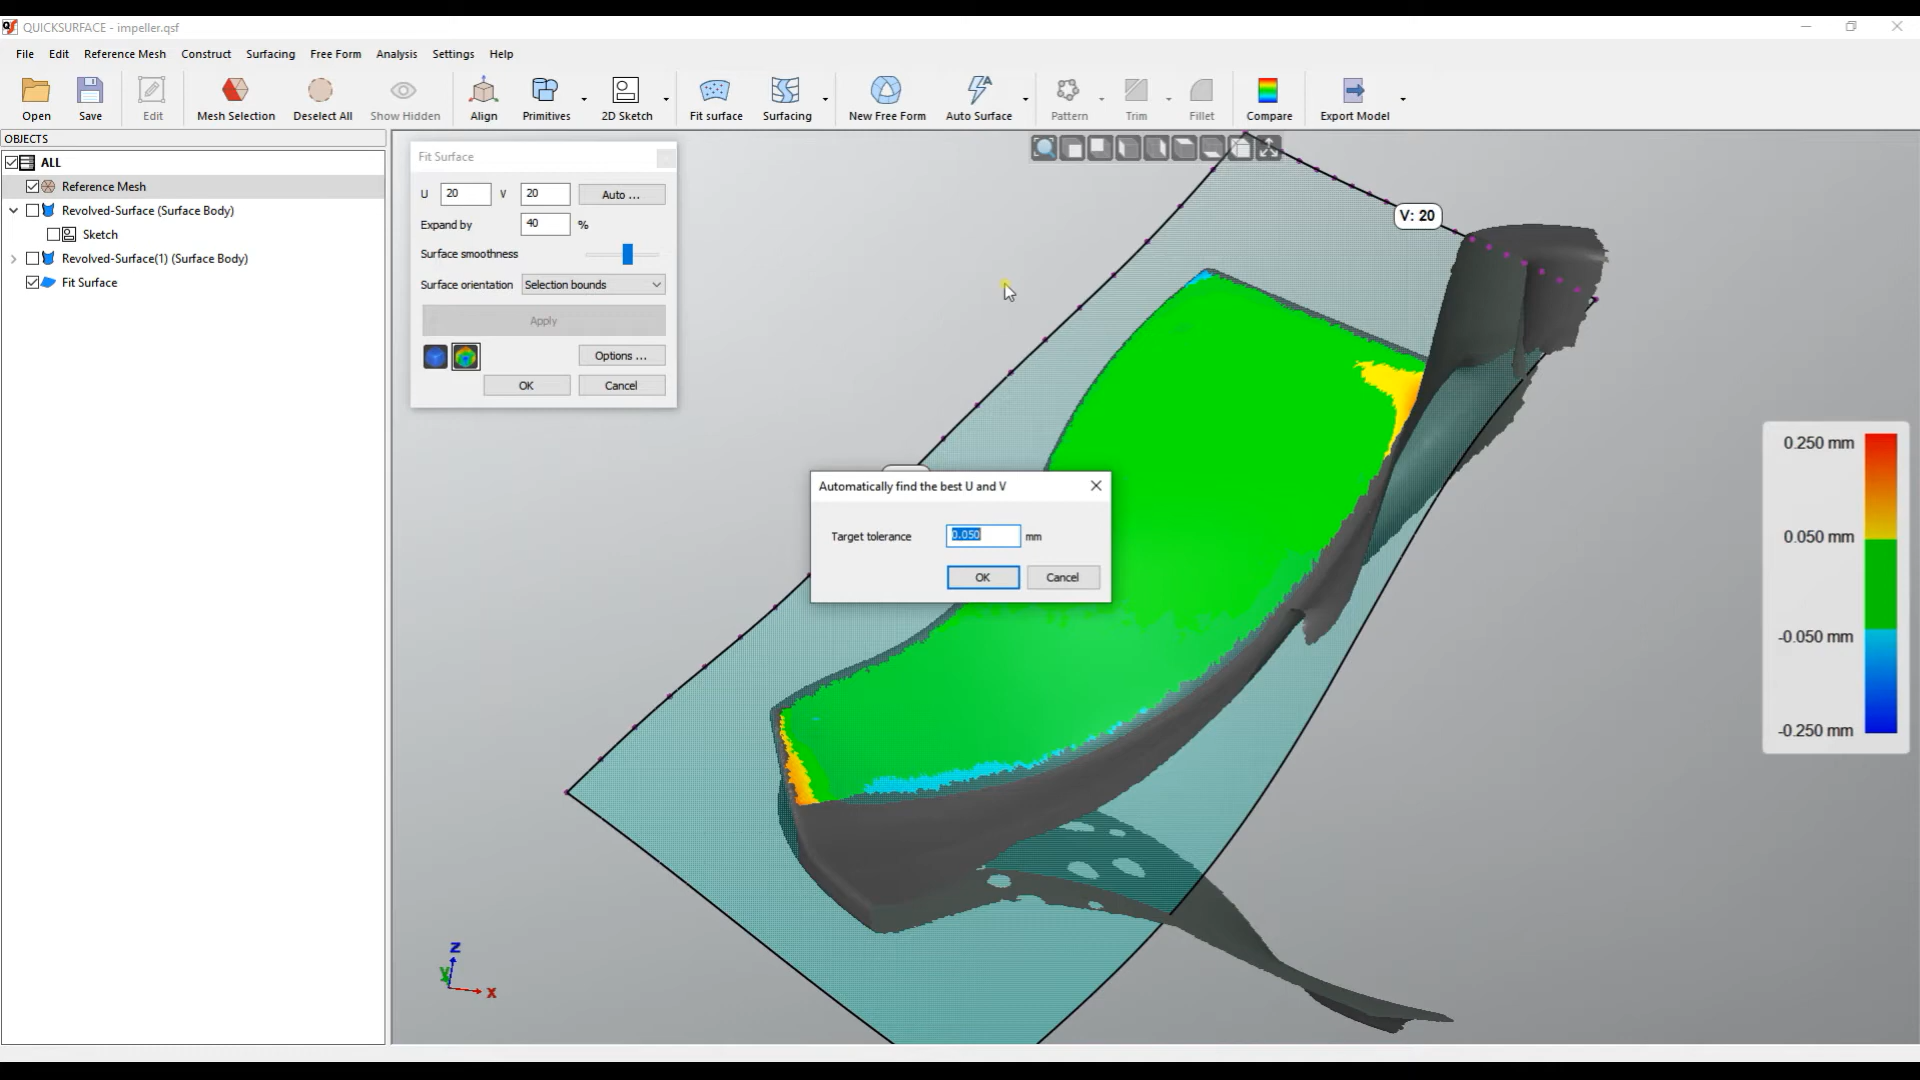 QUICKSURFACE - impeller.qsf
File Edit Reference Mesh Construct Surfacing Free Form Analysis Settings Help
Open Save Edit Mesh Selection Deselect All Show Hidden Align Primitives 2D Sketch Fit surface Surfacing New Free Form Auto Surface Pattern Trim Fillet Compare Export Model
OBJECTS
ALL
Reference Mesh
Revolved-Surface (Surface Body)
Sketch
Revolved-Surface(1) (Surface Body)
Fit Surface
Fit Surface
U 20 V 20 Auto ...
Expand by 40 %
Surface smoothness
Surface orientation Selection bounds
Apply
Options ...
OK Cancel
V: 20
Automatically find the best U and V
Target tolerance 0.050 mm
OK Cancel
0.250 mm
0.050 mm
-0.050 mm
-0.250 mm
z
y
x